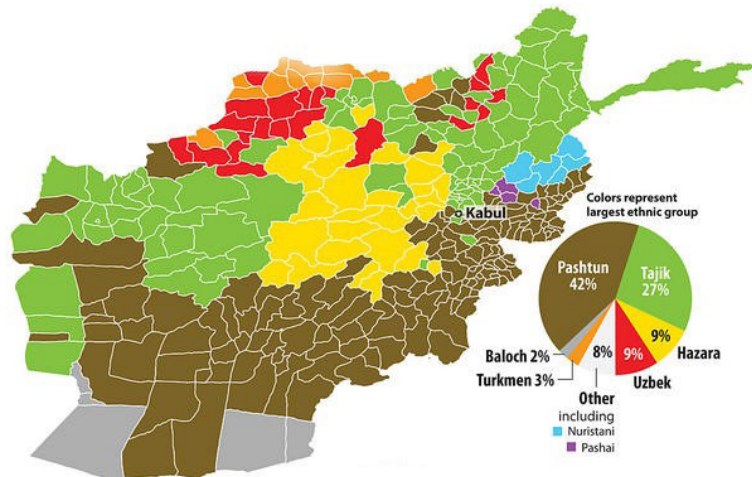 Kabul
Colors represent
largest ethnic group
Pashtun
42%
Tajik
27%
9%
Hazara
9%
Uzbek
8%
Other
including
Nuristani
Pashai
Baloch 2%
Turkmen 3%